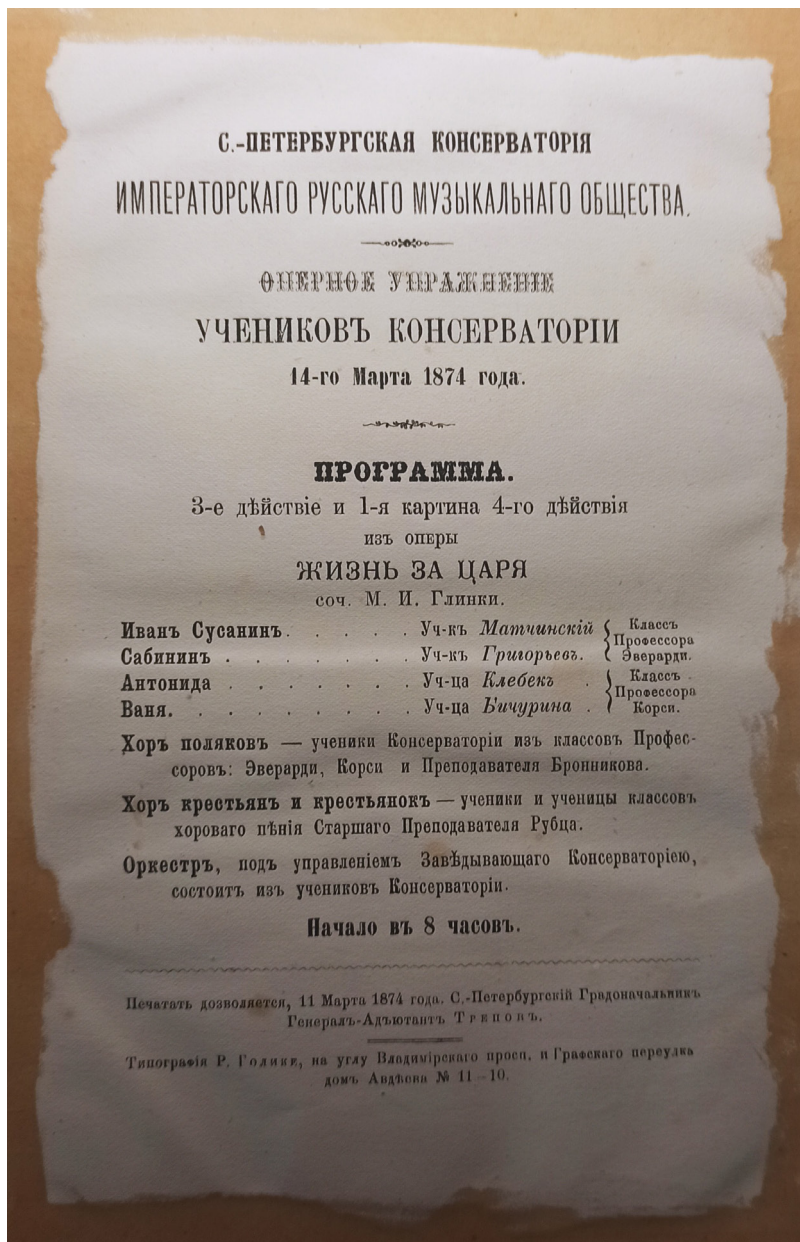 С.-ПЕТЕРБУРГСКАЯ КОНСЕРВАТОРІЯ
ИМПЕРАТОРСКАГО РУССКАГО МУЗЫКАЛЬНАГО ОБЩЕСТВА.
ОПЕРНОЕ УПРАЖНЕНІЕ
УЧЕНИКОВЪ КОНСЕРВАТОРІИ
14-го Марта 1874 года.
ПРОГРАММА.
3-е дѣйствіе и 1-я картина 4-го дѣйствія
изъ оперы
ЖИЗНЬ ЗА ЦАРЯ
соч. М. И. Глинки.
Иванъ Сусанинъ. . . . . Уч-къ Матчинскій { Классъ
Профессора
Сабининъ . . . . . . . Уч-къ Григорьевъ. Эверарди.
Антонида . . . . . . . Уч-ца Клебекъ . { Классъ
Профессора
Ваня. . . . . . . . . Уч-ца Бичурина . Корси.
Хоръ поляковъ — ученики Консерваторіи изъ классовъ Профес-
соровъ: Эверарди, Корси и Преподавателя Бронникова.
Хоръ крестьянъ и крестьянокъ — ученики и ученицы классовъ
хороваго пѣнія Старшаго Преподавателя Рубца.
Оркестръ, подъ управленіемъ Завѣдывающаго Консерваторіею,
состоитъ изъ учениковъ Консерваторіи.
Начало въ 8 часовъ.
Печатать дозволяется, 11 Марта 1874 года. С.-Петербургскій Градоначальникъ
Генералъ-Адъютантъ Треповъ.
Типографія Р. Голике, на углу Владимірскаго просп. и Графскаго переулка
домъ Авдѣева № 11—10.